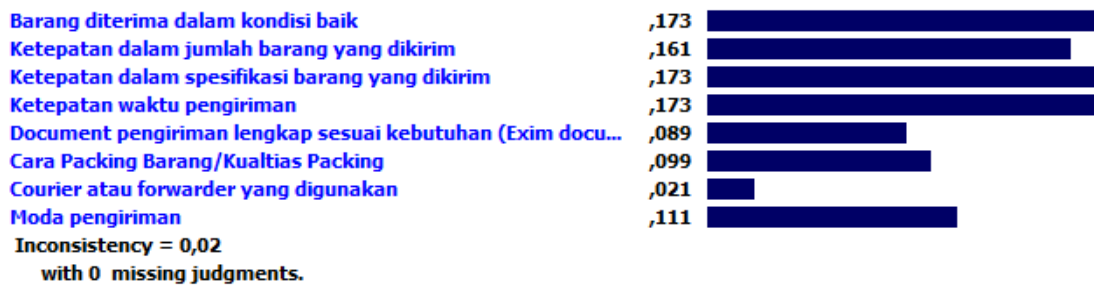 Barang diterima dalam kondisi baik ,173
Ketepatan dalam jumlah barang yang dikirim ,161
Ketepatan dalam spesifikasi barang yang dikirim ,173
Ketepatan waktu pengiriman ,173
Document pengiriman lengkap sesuai kebutuhan (Exim docu... ,089
Cara Packing Barang/Kualtias Packing ,099
Courier atau forwarder yang digunakan ,021
Moda pengiriman ,111
Inconsistency = 0,02
with 0 missing judgments.